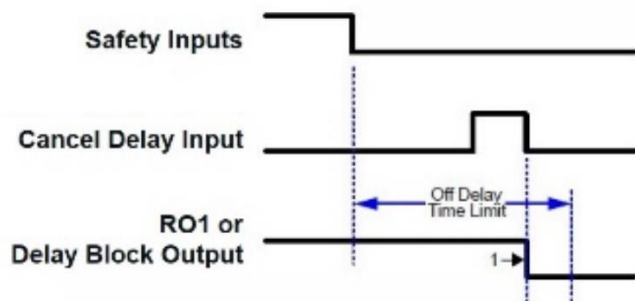 Safety Inputs
Cancel Delay Input
Off Delay
Time Limit
RO1 or
Delay Block Output
1